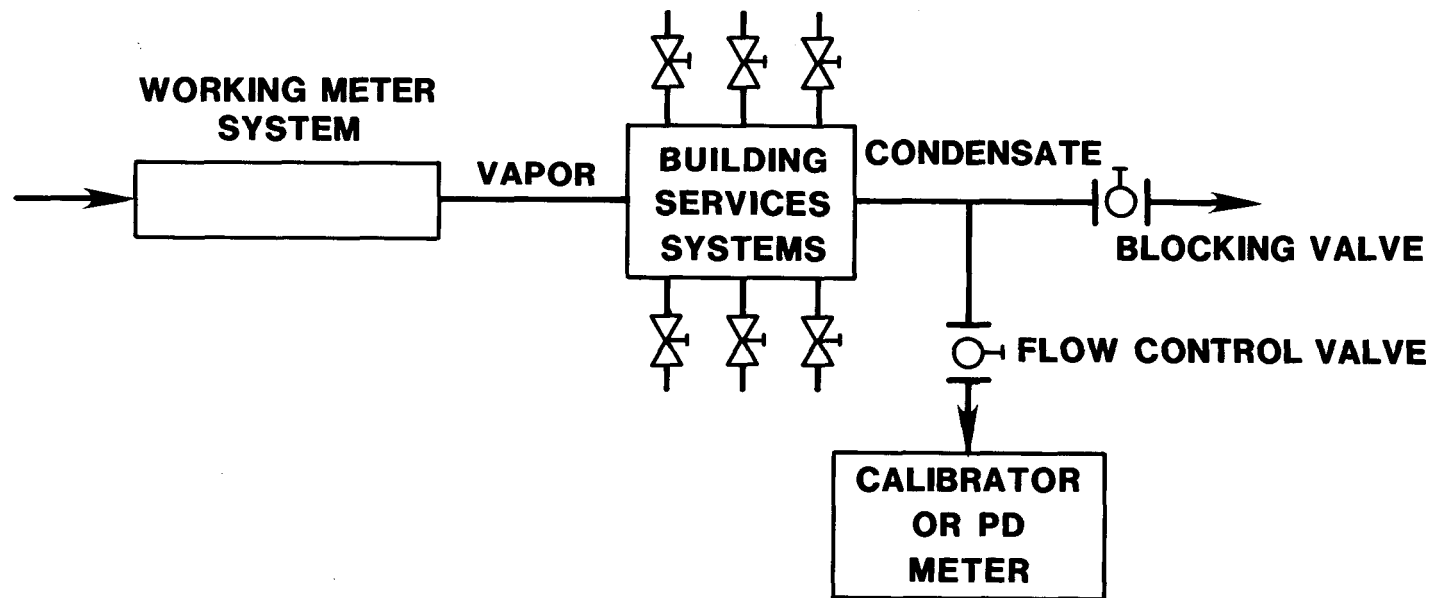 WORKING METER
SYSTEM
VAPOR
BUILDING
SERVICES
SYSTEMS
CONDENSATE
BLOCKING VALVE
FLOW CONTROL VALVE
CALIBRATOR
OR PD
METER